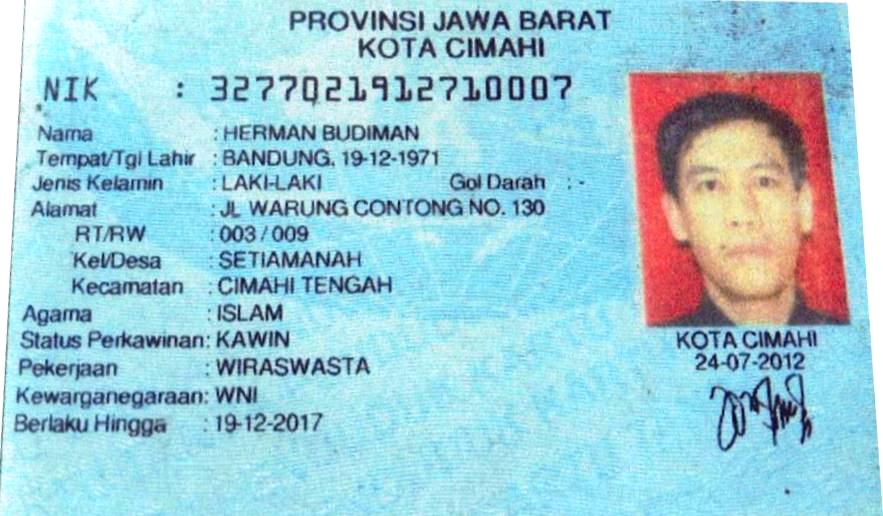 PROVINSI JAWA BARAT
KOTA CIMAHI
NIK : 3277021912710007
Nama : HERMAN BUDIMAN
Tempat/Tgl Lahir : BANDUNG, 19-12-1971
Jenis Kelamin : LAKI-LAKI Gol Darah : -
Alamat : JL WARUNG CONTONG NO. 130
RT/RW : 003 / 009
Kel/Desa : SETIAMANAH
Kecamatan : CIMAHI TENGAH
Agama : ISLAM
Status Perkawinan: KAWIN
Pekerjaan : WIRASWASTA
Kewarganegaraan: WNI
Berlaku Hingga : 19-12-2017
KOTA CIMAHI
24-07-2012